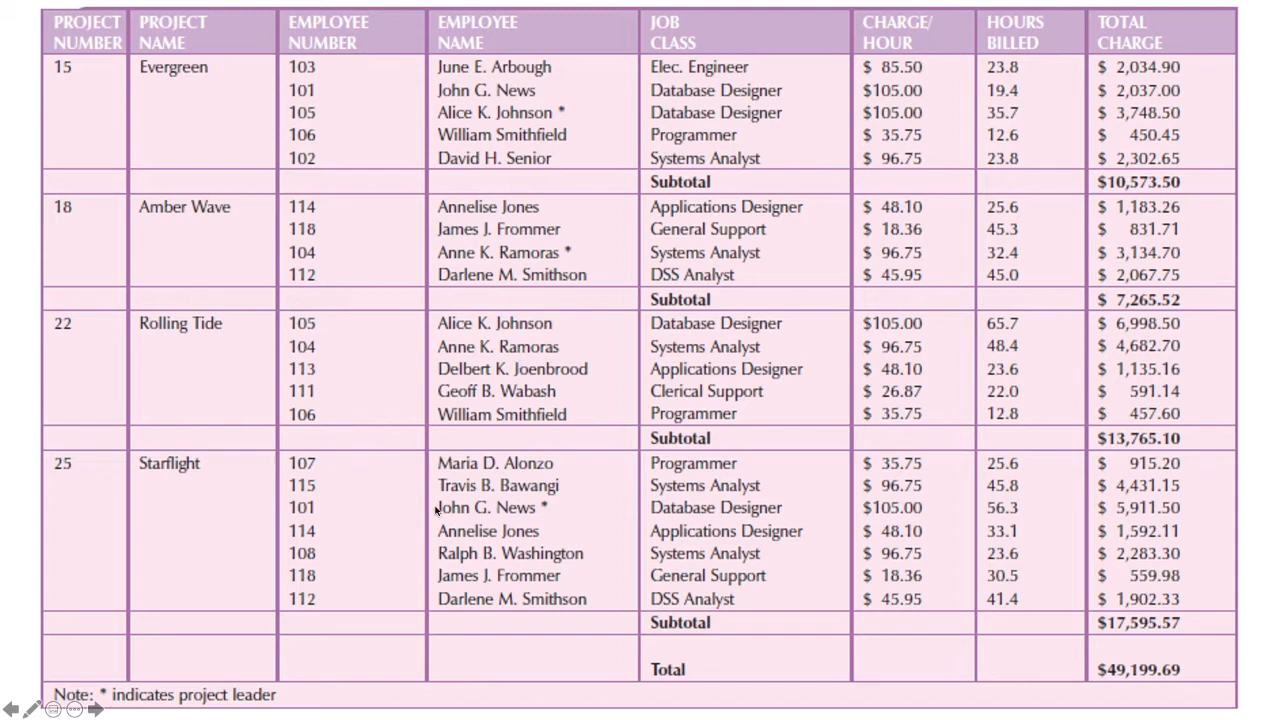 PROJECT NUMBER PROJECT NAME EMPLOYEE NUMBER EMPLOYEE NAME JOB CLASS CHARGE/ HOUR HOURS BILLED TOTAL CHARGE
15 Evergreen 103 June E. Arbough Elec. Engineer $ 85.50 23.8 $ 2,034.90
101 John G. News Database Designer $105.00 19.4 $ 2,037.00
105 Alice K. Johnson * Database Designer $105.00 35.7 $ 3,748.50
106 William Smithfield Programmer $ 35.75 12.6 $ 450.45
102 David H. Senior Systems Analyst $ 96.75 23.8 $ 2,302.65
Subtotal $10,573.50
18 Amber Wave 114 Annelise Jones Applications Designer $ 48.10 25.6 $ 1,183.26
118 James J. Frommer General Support $ 18.36 45.3 $ 831.71
104 Anne K. Ramoras * Systems Analyst $ 96.75 32.4 $ 3,134.70
112 Darlene M. Smithson DSS Analyst $ 45.95 45.0 $ 2,067.75
Subtotal $ 7,265.52
22 Rolling Tide 105 Alice K. Johnson Database Designer $105.00 65.7 $ 6,998.50
104 Anne K. Ramoras Systems Analyst $ 96.75 48.4 $ 4,682.70
113 Delbert K. Joenbrood Applications Designer $ 48.10 23.6 $ 1,135.16
111 Geoff B. Wabash Clerical Support $ 26.87 22.0 $ 591.14
106 William Smithfield Programmer $ 35.75 12.8 $ 457.60
Subtotal $13,765.10
25 Starflight 107 Maria D. Alonzo Programmer $ 35.75 25.6 $ 915.20
115 Travis B. Bawangi Systems Analyst $ 96.75 45.8 $ 4,431.15
101 John G. News * Database Designer $105.00 56.3 $ 5,911.50
114 Annelise Jones Applications Designer $ 48.10 33.1 $ 1,592.11
108 Ralph B. Washington Systems Analyst $ 96.75 23.6 $ 2,283.30
118 James J. Frommer General Support $ 18.36 30.5 $ 559.98
112 Darlene M. Smithson DSS Analyst $ 45.95 41.4 $ 1,902.33
Subtotal $17,595.57
Total $49,199.69
Note: * indicates project leader